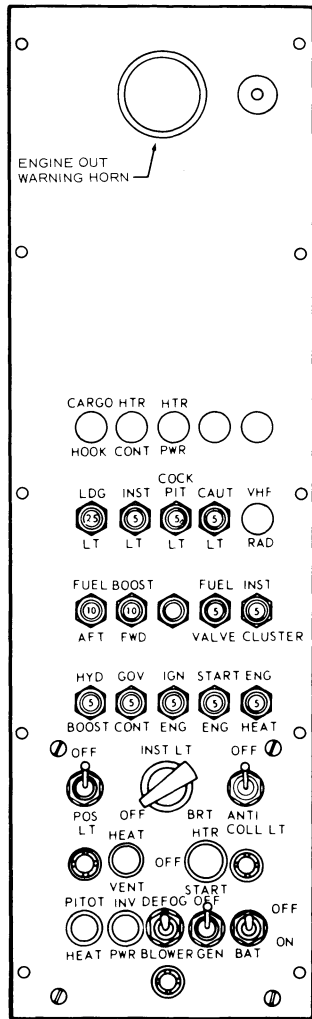 ENGINE OUT
WARNING HORN
CARGO HTR HTR
HOOK CONT PWR
COCK
LDG INST PIT CAUT VHF
25 5 5 5
LT LT LT LT RAD
FUEL BOOST FUEL INST
10 10 5 5
AFT FWD VALVE CLUSTER
HYD GOV IGN START ENG
5 5 5 5 5
BOOST CONT ENG ENG HEAT
OFF INST LT OFF
POS OFF BRT ANTI
LT HEAT HTR COLL LT
OFF
VENT START
PITOT INV DEFOG OFF OFF
HEAT PWR BLOWER GEN BAT ON